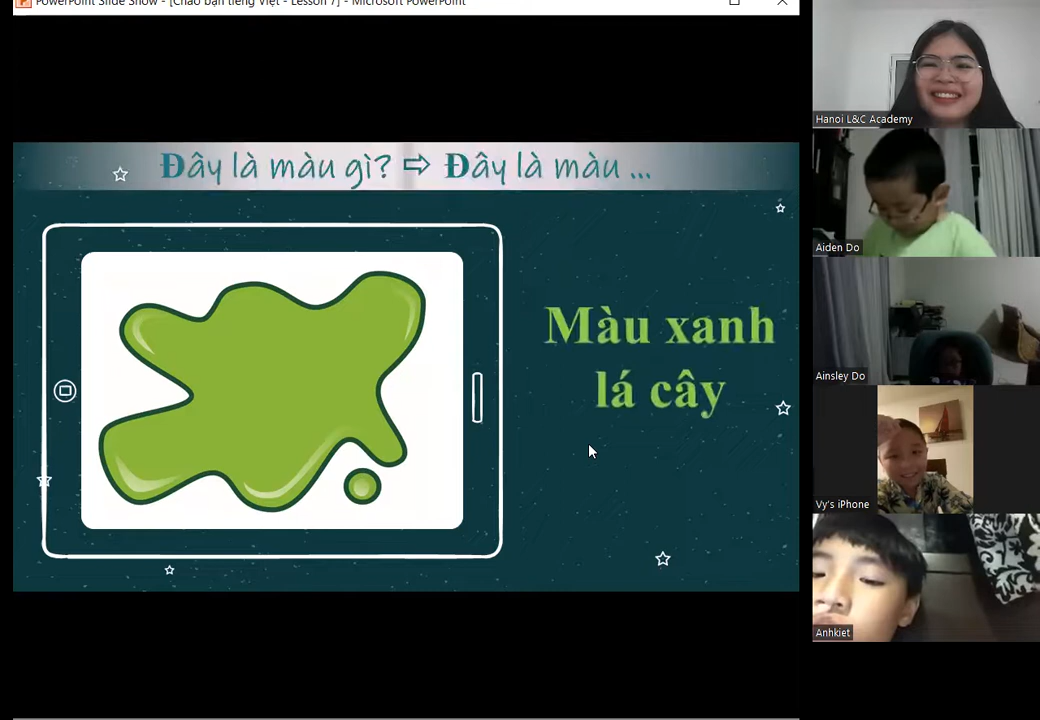 PowerPoint Slide Show - [Chào bạn tiếng Việt - Lesson 7] - Microsoft PowerPoint
Đây là màu gì? ⇨ Đây là màu ...
Màu xanh
lá cây
Hanoi L&C Academy
Aiden Do
Ainsley Do
Vy's iPhone
Anhkiet